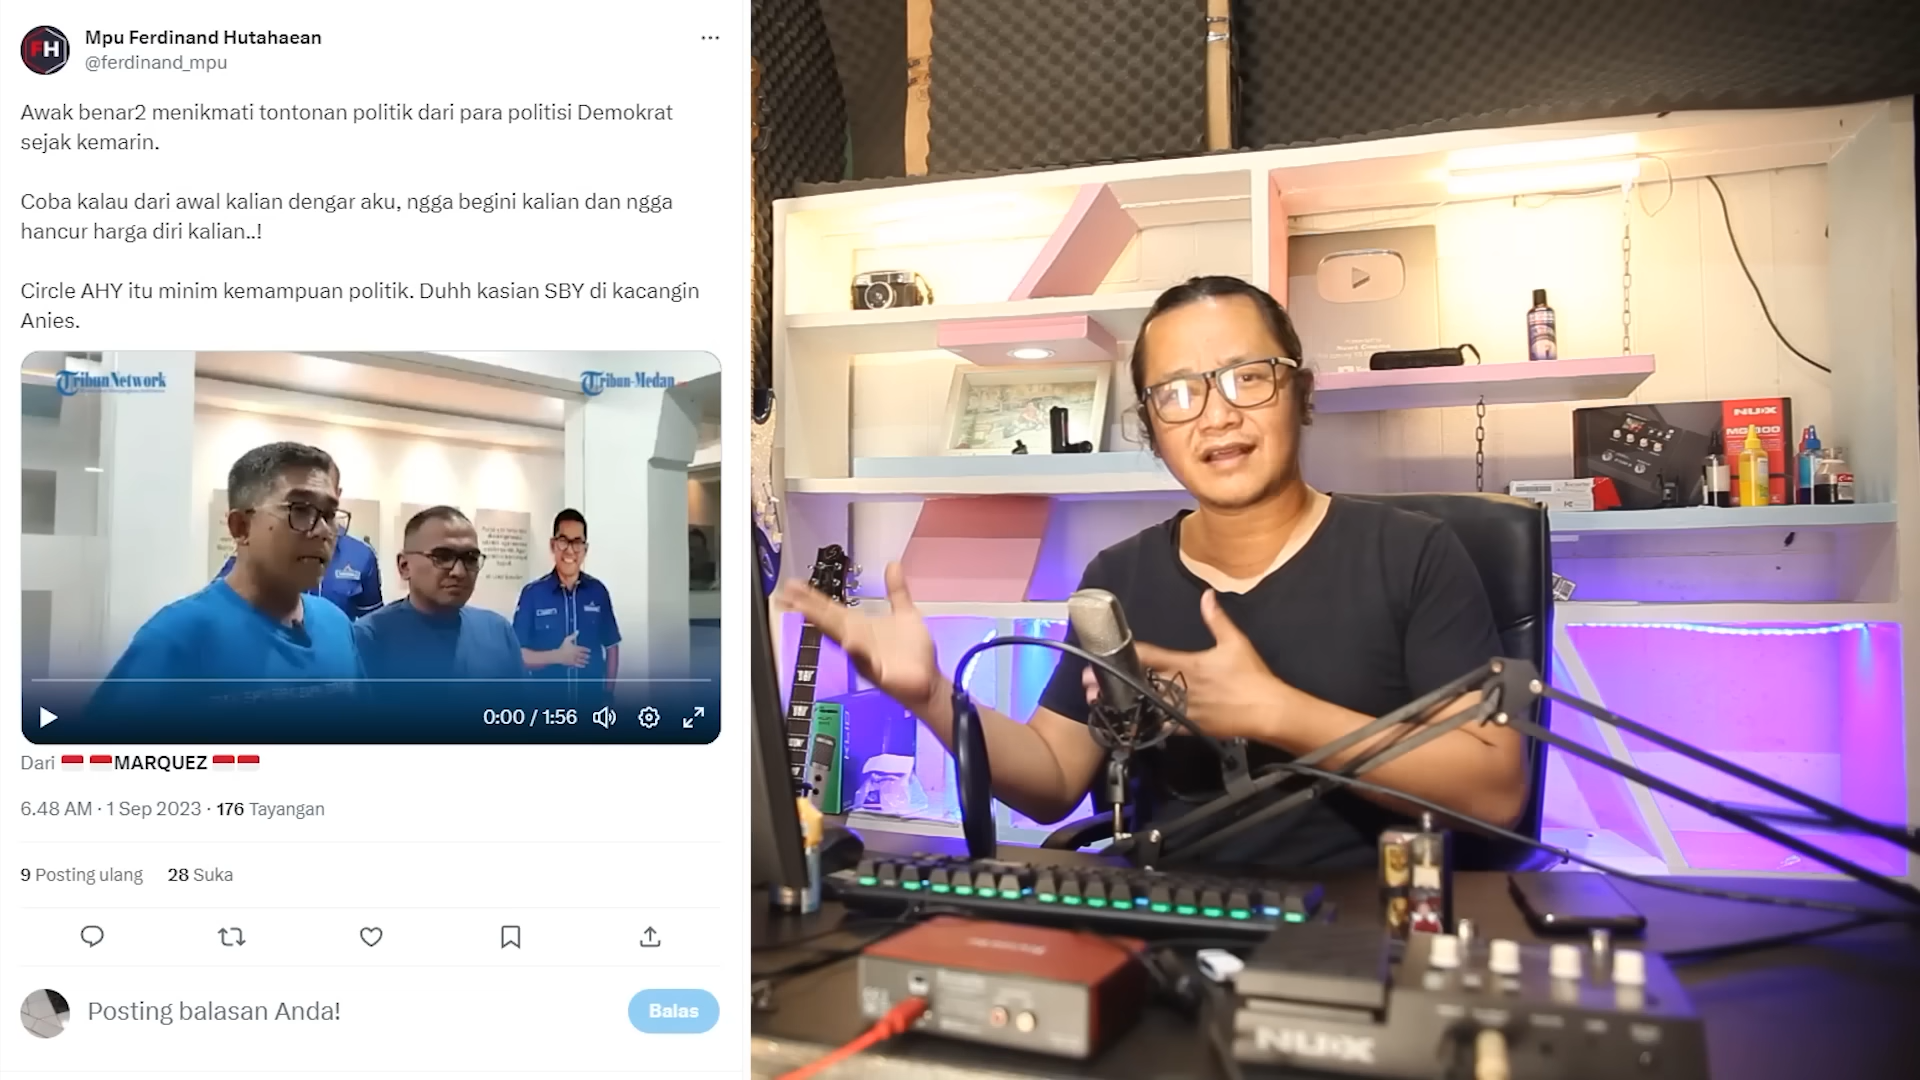 Mpu Ferdinand Hutahaean
@ferdinand_mpu
Awak benar2 menikmati tontonan politik dari para politisi Demokrat
sejak kemarin.
Coba kalau dari awal kalian dengar aku, ngga begini kalian dan ngga
hancur harga diri kalian..!
Circle AHY itu minim kemampuan politik. Duhh kasian SBY di kacangin
Anies.
Tribun Network
Tribun-Medan
0:00 / 1:56
Dari 🇮🇩 🇮🇩MARQUEZ 🇮🇩🇮🇩
6.48 AM · 1 Sep 2023 · 176 Tayangan
9 Posting ulang 28 Suka
Posting balasan Anda!
Balas
FH
NUX
NUX